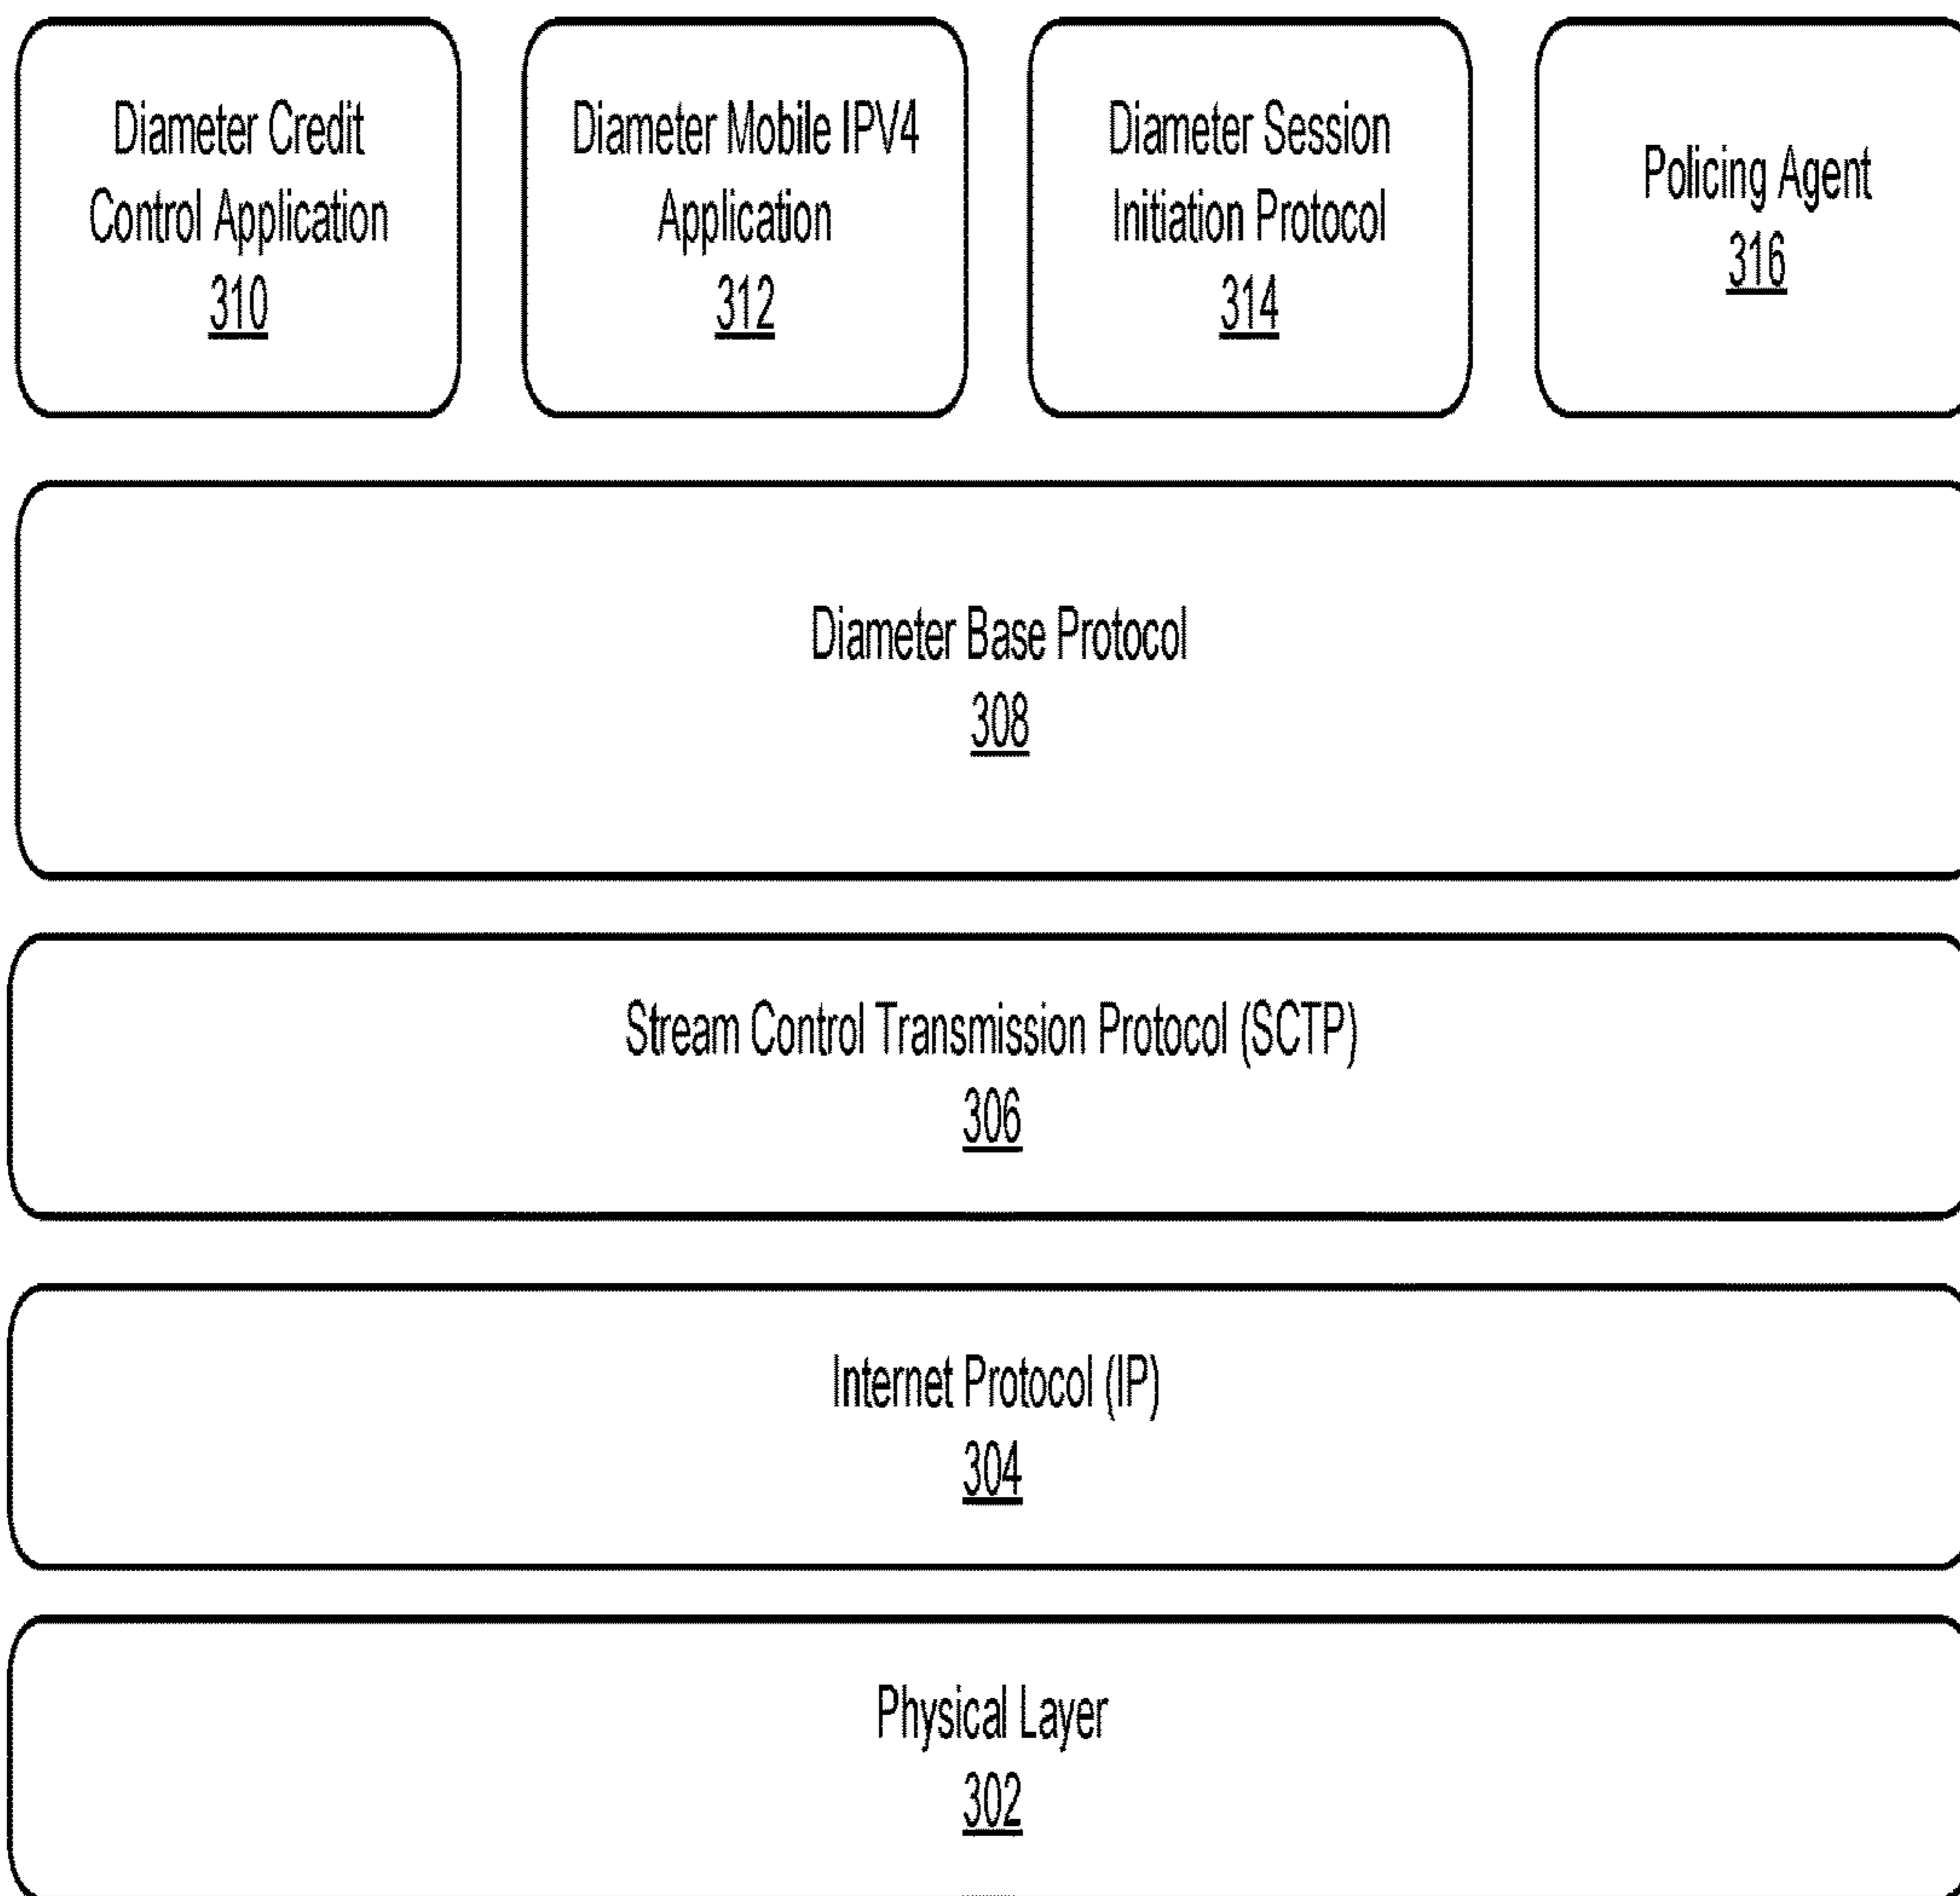 Diameter Credit
Control Application
310
Diameter Mobile IPV4
Application
312
Diameter Session
Initiation Protocol
314
Policing Agent
316
Diameter Base Protocol
308
Stream Control Transmission Protocol (SCTP)
306
Internet Protocol (IP)
304
Physical Layer
302